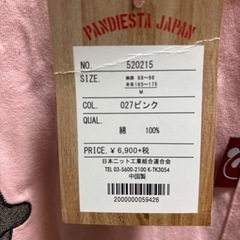 PANDIESTA JAPAN
NO. 520215
SIZE. 胸囲 88~96
身長165~175
M
COL. 027ピンク
QUAL.
綿 100%
PRICE. ¥6,900+税
日本ニット工業組合連合会
TEL 03-5600-2100 K-TK3054
中国製
2000000059426